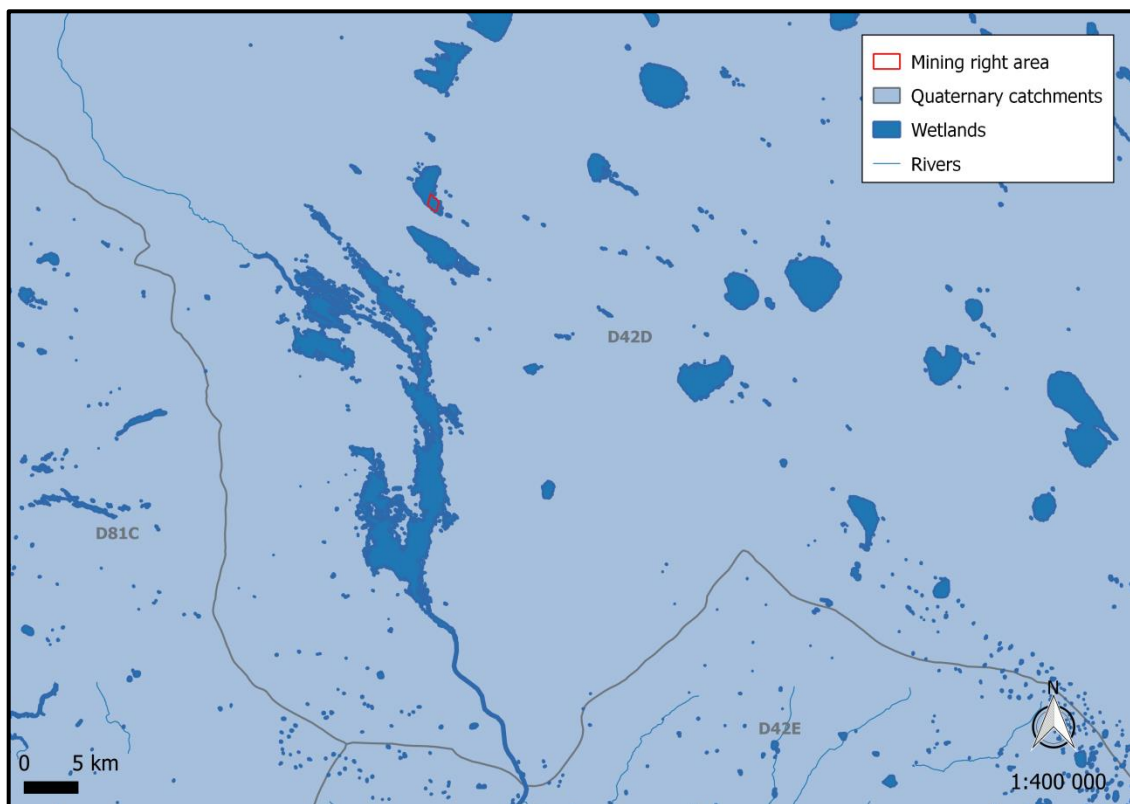 Mining right area
Quaternary catchments
Wetlands
Rivers
D42D
D81C
D42E
N
0 5 km
1:400 000